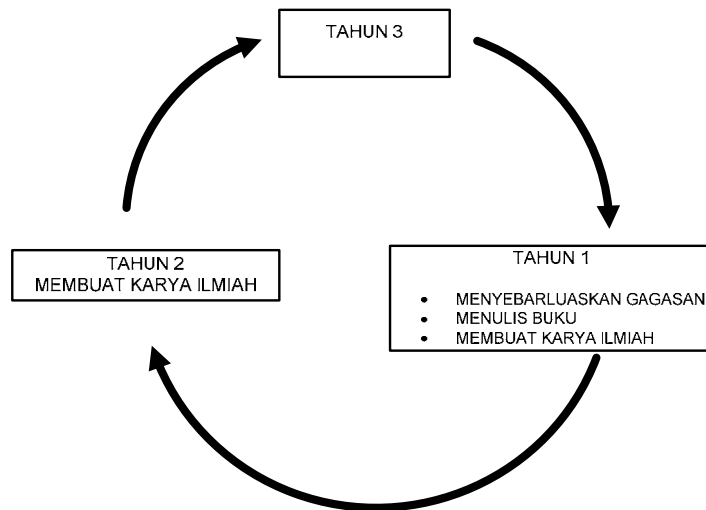 TAHUN 3
TAHUN 2
MEMBUAT KARYA ILMIAH
TAHUN 1
• MENYEBARLUASKAN GAGASAN
• MENULIS BUKU
• MEMBUAT KARYA ILMIAH